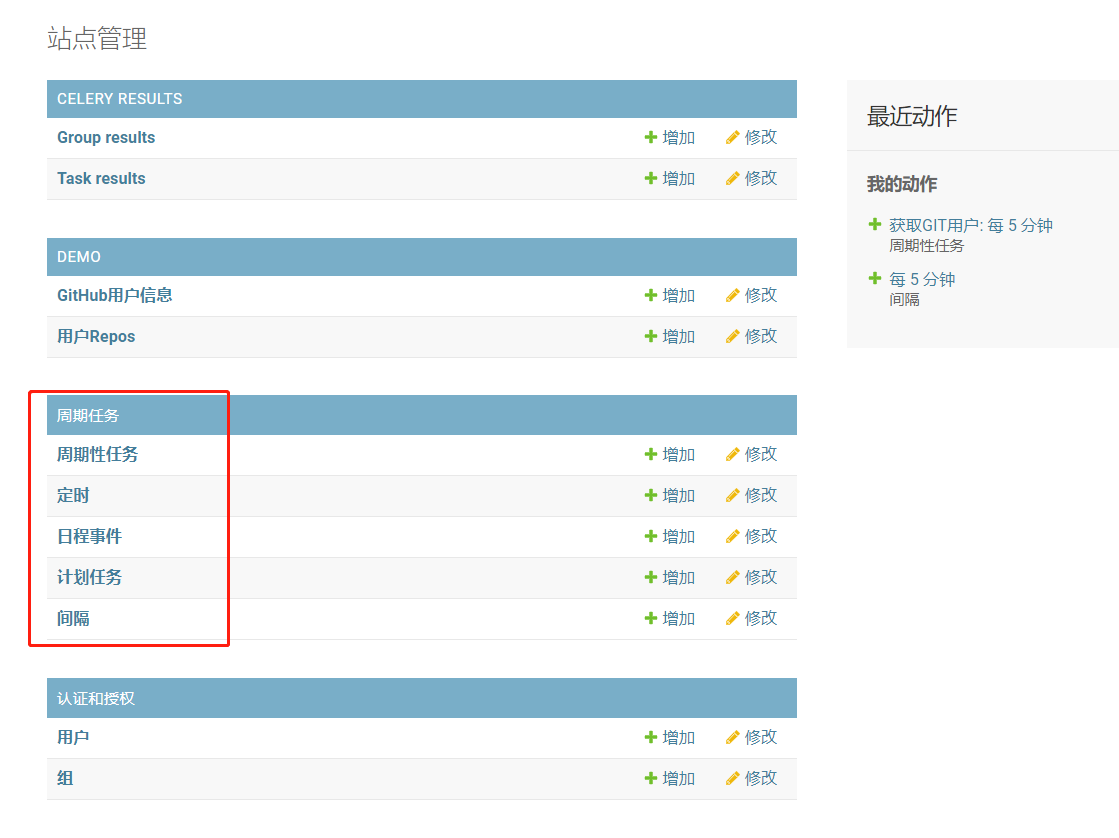 站点管理
CELERY RESULTS
Group results 增加 修改
Task results 增加 修改
DEMO
GitHub用户信息 增加 修改
用户Repos 增加 修改
周期任务
周期性任务 增加 修改
定时 增加 修改
日程事件 增加 修改
计划任务 增加 修改
间隔 增加 修改
认证和授权
用户 增加 修改
组 增加 修改
最近动作
我的动作
获取GIT用户: 每 5 分钟
周期性任务
每 5 分钟
间隔